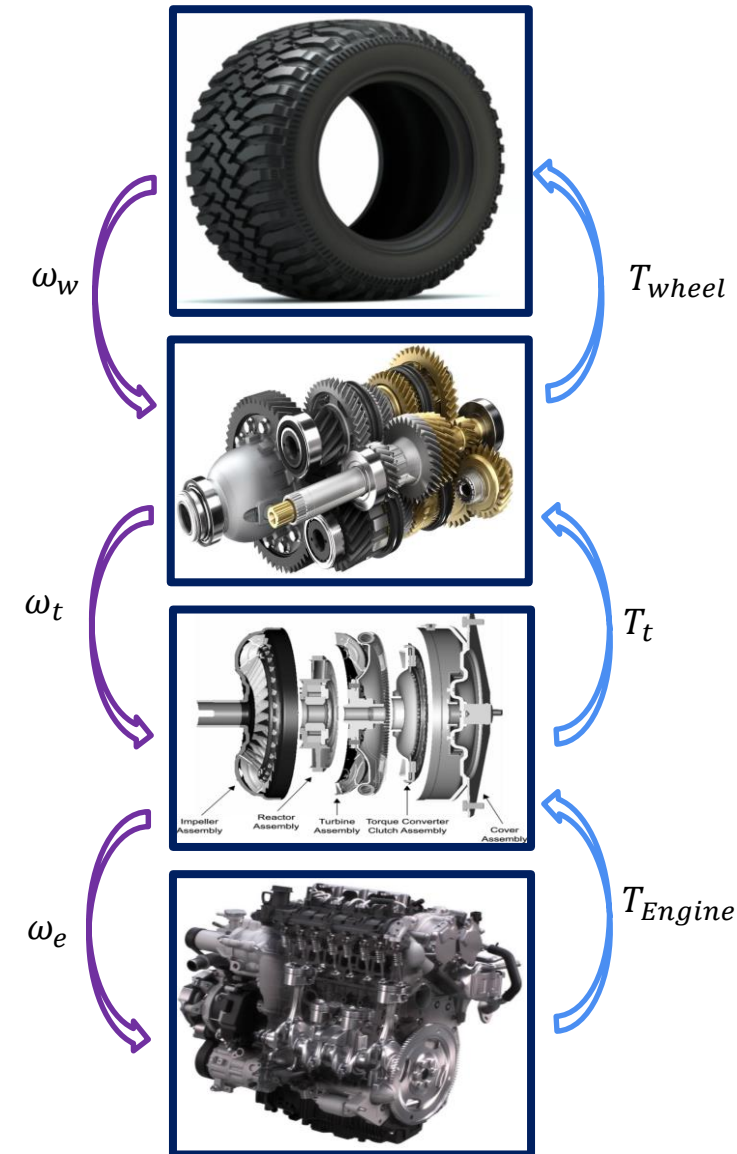 ω_w
T_wheel
ω_t
T_t
Impeller Assembly
Reactor Assembly
Turbine Assembly
Torque Converter Clutch Assembly
Cover Assembly
ω_e
T_Engine